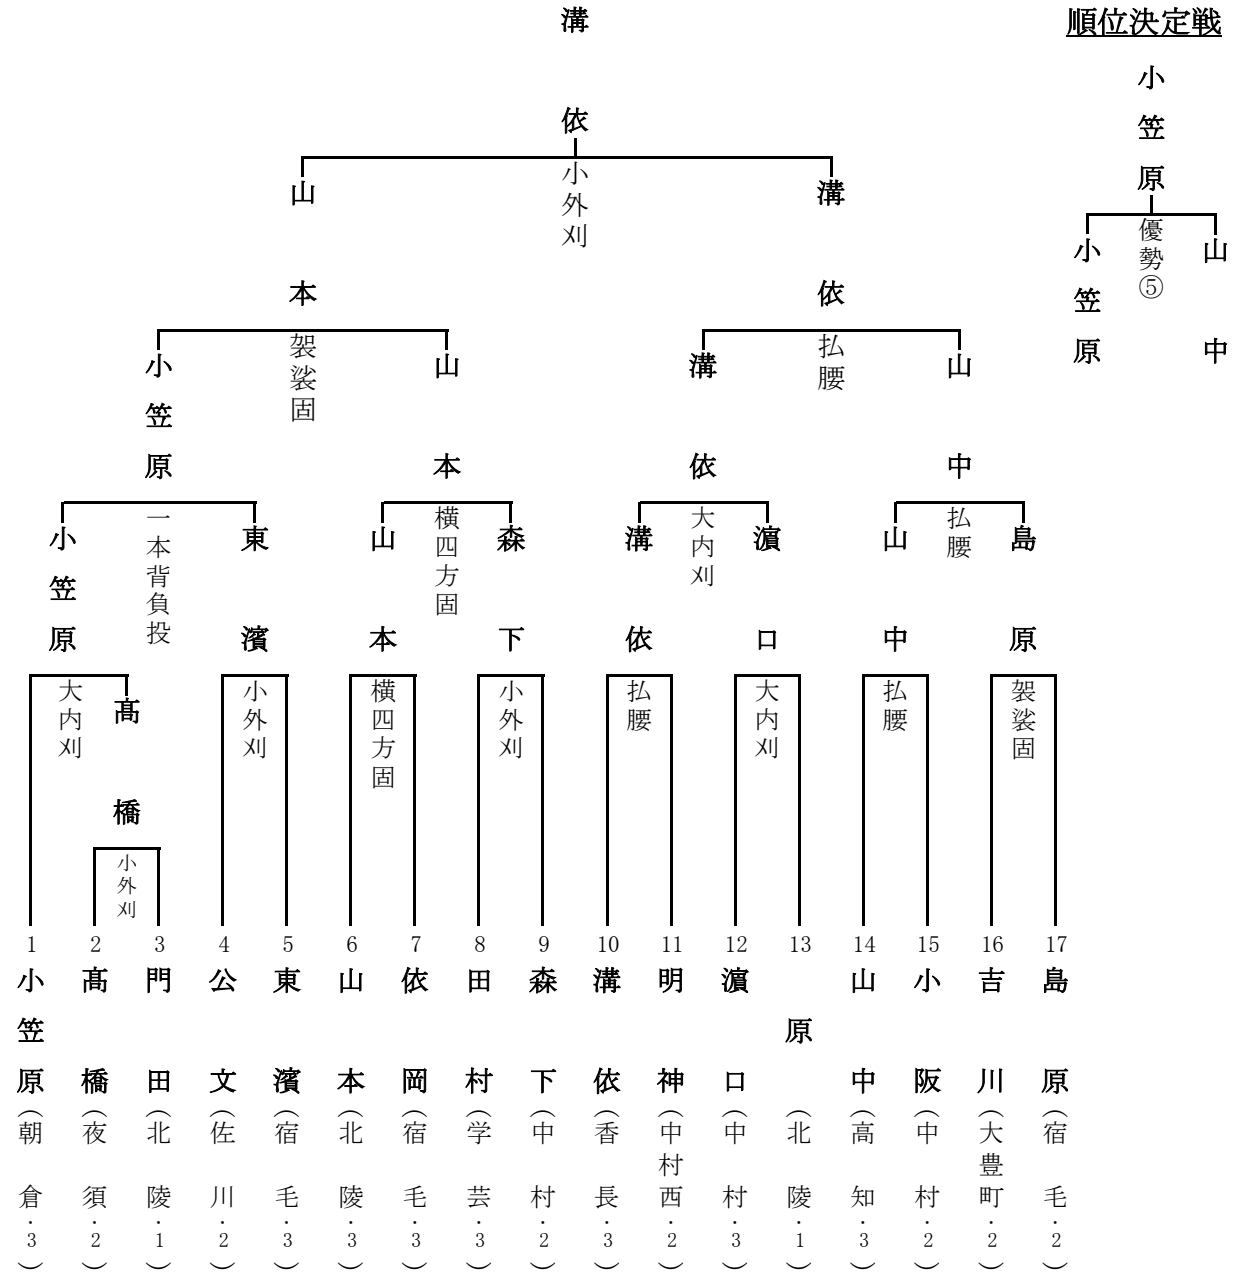 順位決定戦
溝依
小外刈
山本
溝依
小笠原
優勢⑤
小笠原
山中
袈裟固
払腰
小笠原
山本
溝依
山中
一本背負投
横四方固
大内刈
払腰
小笠原
東濱
山本
森下
溝依
濵口
山中
島原
大内刈
小外刈
横四方固
小外刈
払腰
大内刈
払腰
袈裟固
髙橋
小外刈
1 小笠原(朝倉・3)
2 髙橋(夜須・2)
3 門田(北陵・1)
4 公文(佐川・2)
5 東濱(宿毛・3)
6 山本(北陵・3)
7 依岡(宿毛・3)
8 田村(学芸・3)
9 森下(中村・2)
10 溝依(香長・3)
11 明神(中村西・2)
12 濵口(中村・3)
13 原(北陵・1)
14 山中(高知・3)
15 小阪(中村・2)
16 吉川(大豊町・2)
17 島原(宿毛・2)